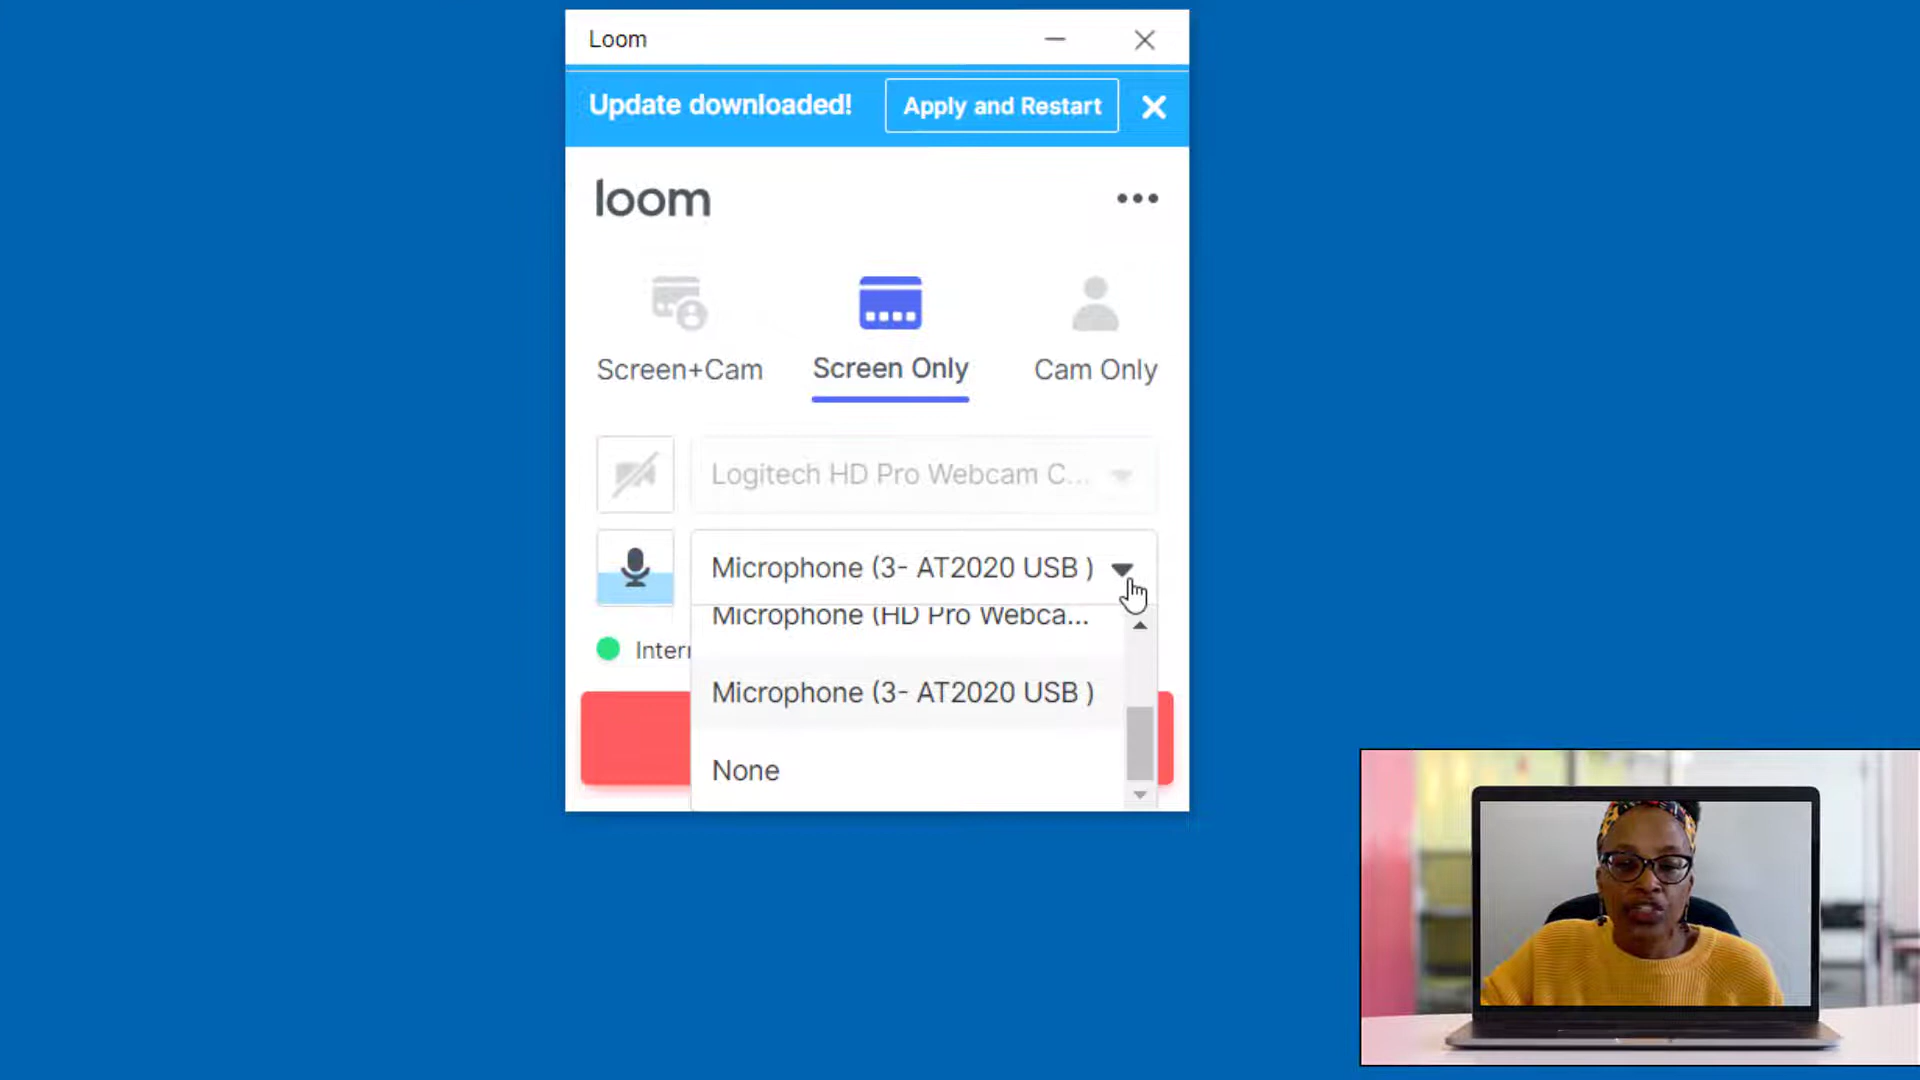 Loom
Update downloaded!
Apply and Restart
loom
Screen+Cam
Screen Only
Cam Only
Logitech HD Pro Webcam C...
Microphone (3- AT2020 USB )
Microphone (HD Pro Webca...
Inter
Microphone (3- AT2020 USB )
None